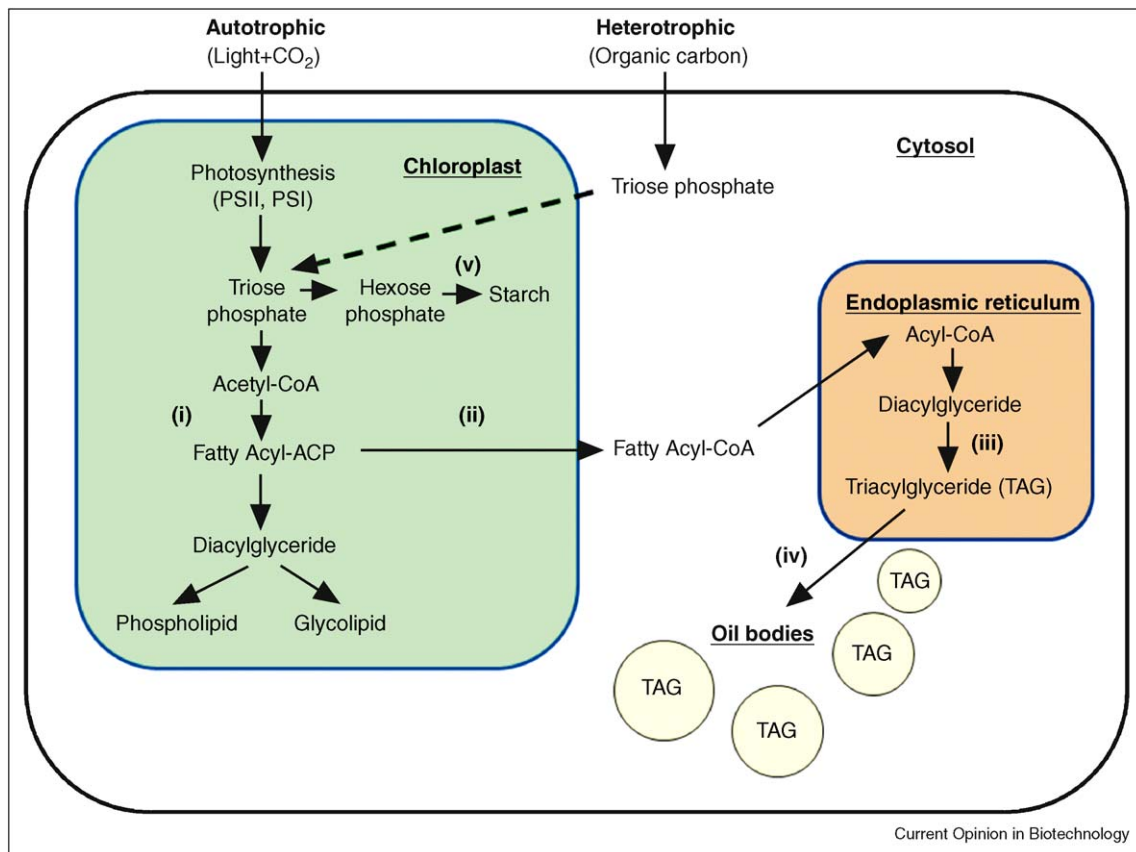 Autotrophic
(Light+CO₂)
Heterotrophic
(Organic carbon)
Cytosol
Chloroplast
Photosynthesis
(PSII, PSI)
Triose phosphate
(v)
Triose
phosphate
Hexose
phosphate
Starch
Endoplasmic reticulum
Acyl-CoA
Acetyl-CoA
Diacylglyceride
(i)
(ii)
(iii)
Fatty Acyl-ACP
Fatty Acyl-CoA
Triacylglyceride (TAG)
Diacylglyceride
(iv)
TAG
Phospholipid
Glycolipid
Oil bodies
TAG
TAG
TAG
Current Opinion in Biotechnology